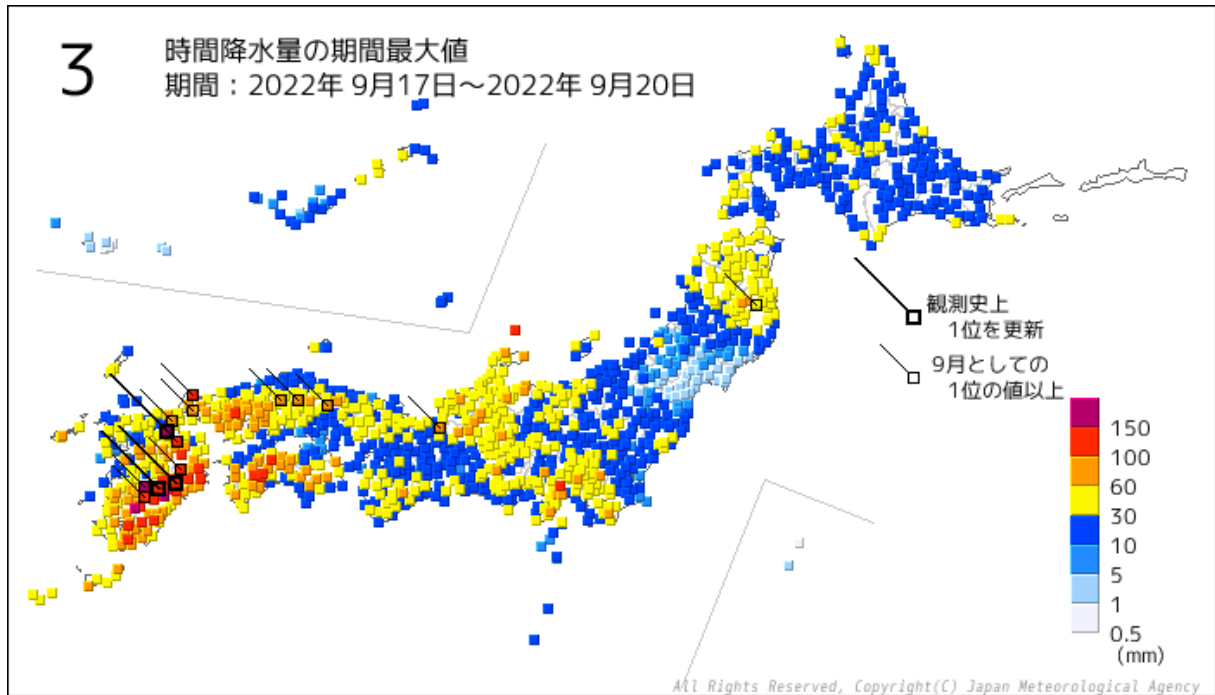 3 時間降水量の期間最大値
期間：2022年 9月17日～2022年 9月20日
観測史上
1位を更新
9月としての
1位の値以上
150
100
60
30
10
5
1
0.5
(mm)
All Rights Reserved, Copyright(C) Japan Meteorological Agency